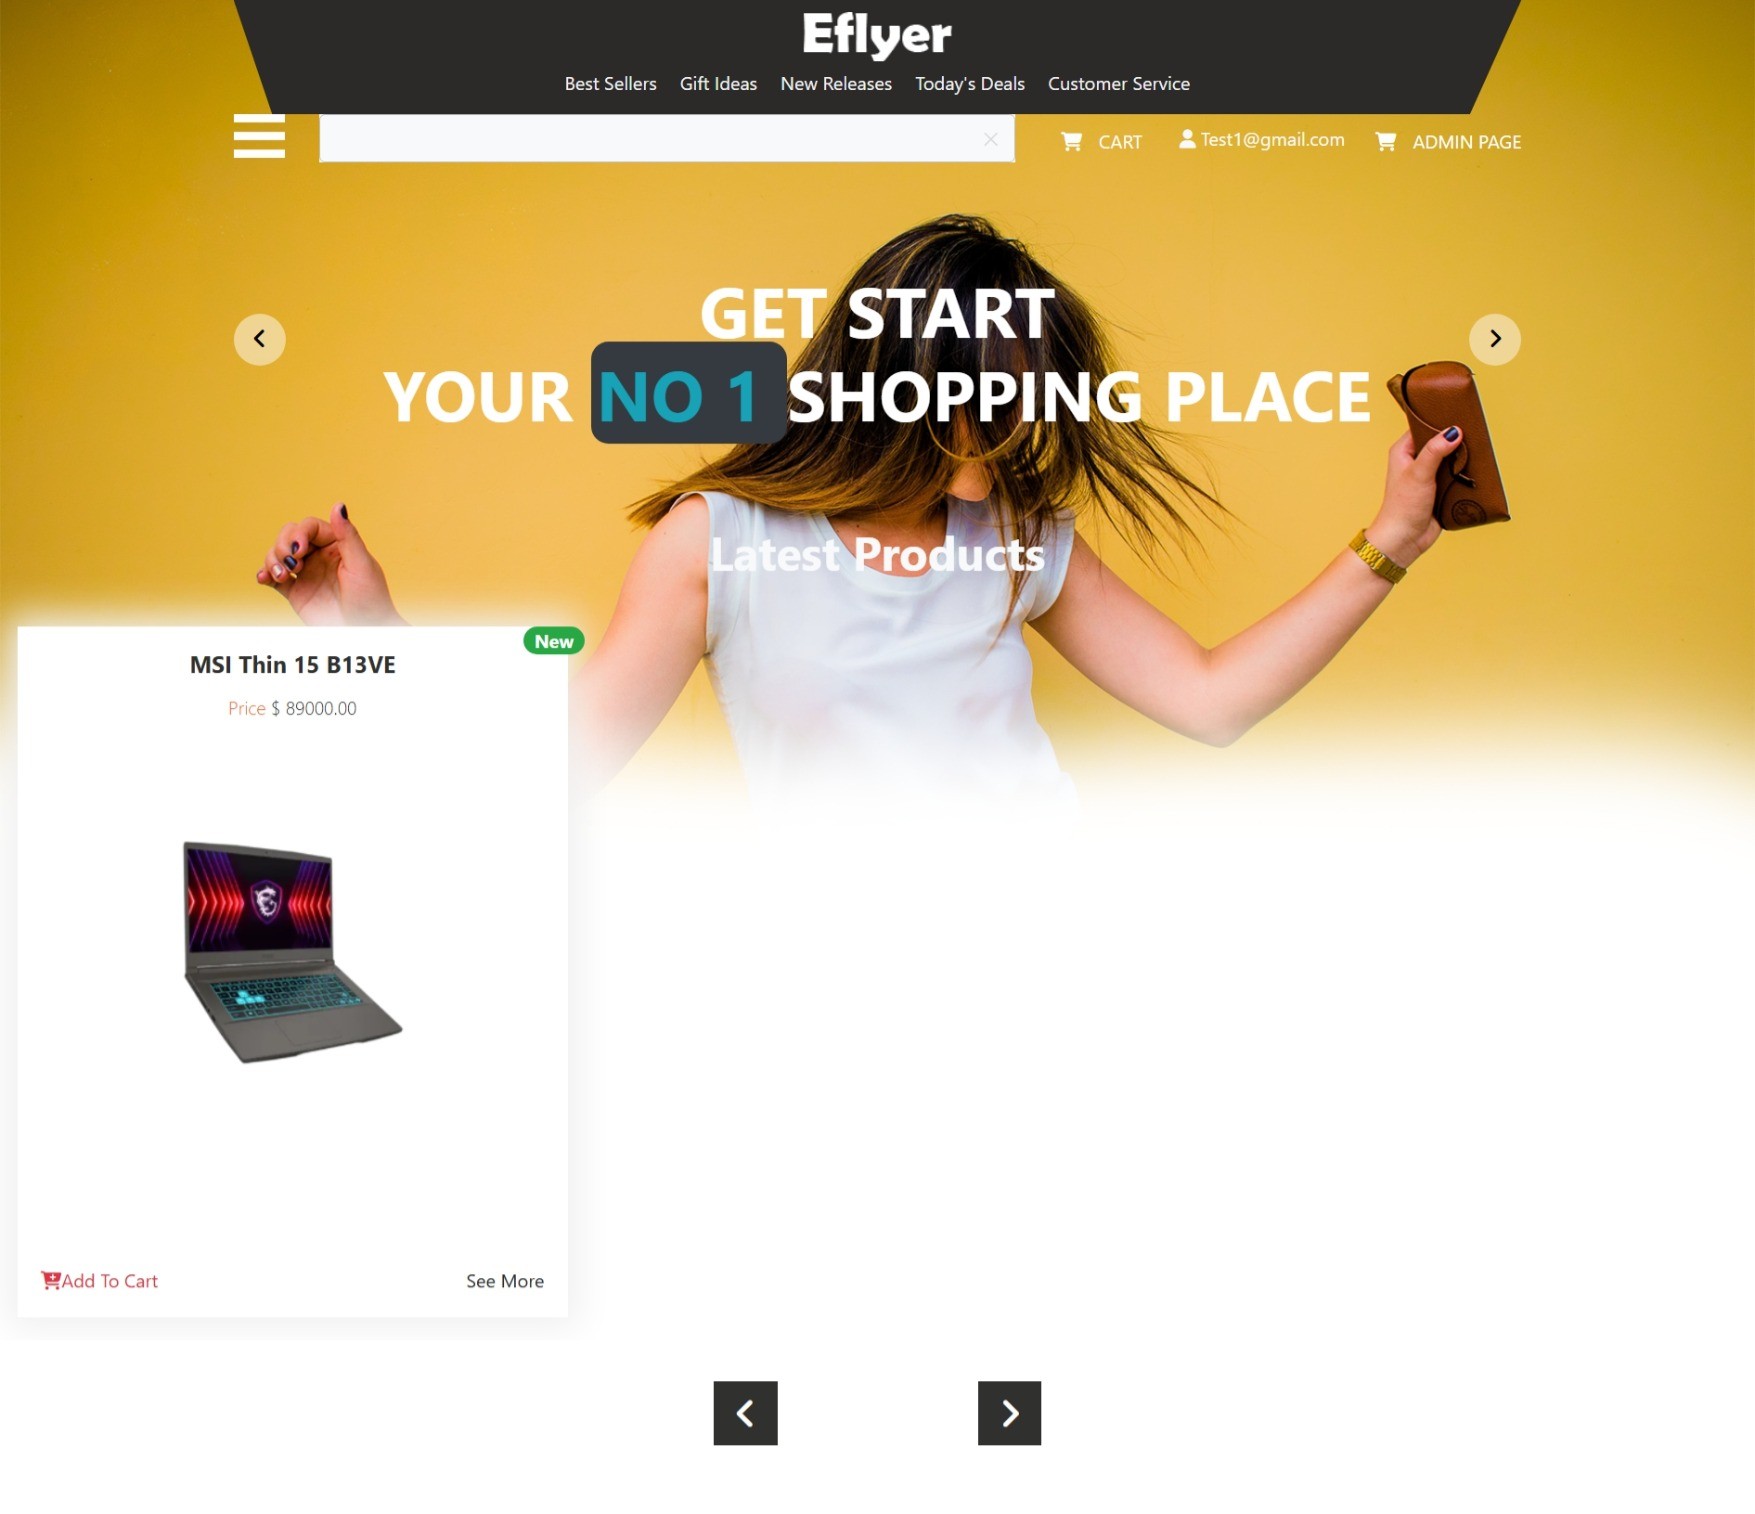 Eflyer
Best Sellers Gift Ideas New Releases Today's Deals Customer Service
CART Test1@gmail.com ADMIN PAGE
GET START
YOUR NO 1 SHOPPING PLACE
Latest Products
New
MSI Thin 15 B13VE
Price $ 89000.00
Add To Cart See More